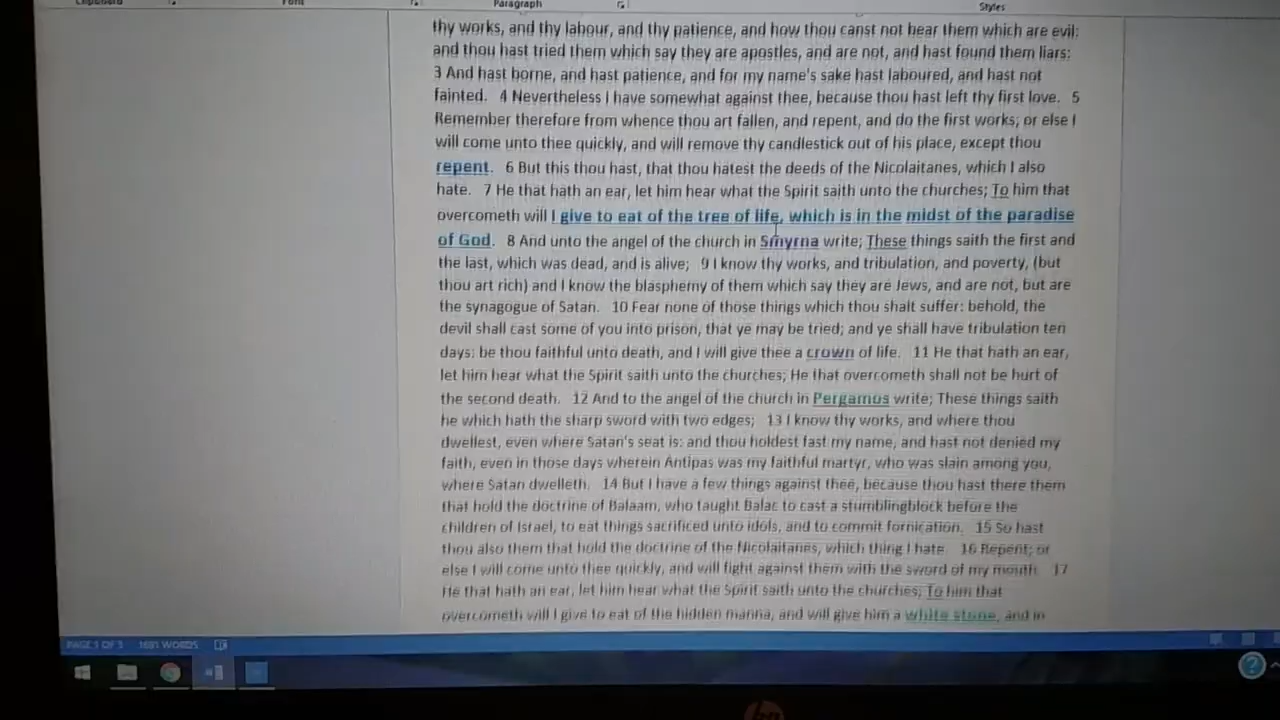 Clipboard
Font
Paragraph
Styles
thy works, and thy labour, and thy patience, and how thou canst not bear them which are evil:
and thou hast tried them which say they are apostles, and are not, and hast found them liars:
3 And hast borne, and hast patience, and for my name's sake hast laboured, and hast not
fainted. 4 Nevertheless I have somewhat against thee, because thou hast left thy first love. 5
Remember therefore from whence thou art fallen, and repent, and do the first works; or else I
will come unto thee quickly, and will remove thy candlestick out of his place, except thou
repent. 6 But this thou hast, that thou hatest the deeds of the Nicolaitanes, which I also
hate. 7 He that hath an ear, let him hear what the Spirit saith unto the churches; To him that
overcometh will I give to eat of the tree of life, which is in the midst of the paradise
of God. 8 And unto the angel of the church in Smyrna write; These things saith the first and
the last, which was dead, and is alive; 9 I know thy works, and tribulation, and poverty, (but
thou art rich) and I know the blasphemy of them which say they are Jews, and are not, but are
the synagogue of Satan. 10 Fear none of those things which thou shalt suffer: behold, the
devil shall cast some of you into prison, that ye may be tried; and ye shall have tribulation ten
days: be thou faithful unto death, and I will give thee a crown of life. 11 He that hath an ear,
let him hear what the Spirit saith unto the churches; He that overcometh shall not be hurt of
the second death. 12 And to the angel of the church in Pergamos write; These things saith
he which hath the sharp sword with two edges; 13 I know thy works, and where thou
dwellest, even where Satan's seat is: and thou holdest fast my name, and hast not denied my
faith, even in those days wherein Antipas was my faithful martyr, who was slain among you,
where Satan dwelleth. 14 But I have a few things against thee, because thou hast there them
that hold the doctrine of Balaam, who taught Balac to cast a stumblingblock before the
children of Israel, to eat things sacrificed unto idols, and to commit fornication. 15 So hast
thou also them that hold the doctrine of the Nicolaitanes, which thing I hate. 16 Repent; or
else I will come unto thee quickly, and will fight against them with the sword of my mouth. 17
He that hath an ear, let him hear what the Spirit saith unto the churches; To him that
overcometh will I give to eat of the hidden manna, and will give him a white stone, and in
PAGE 1 OF 3 1681 WORDS
hp